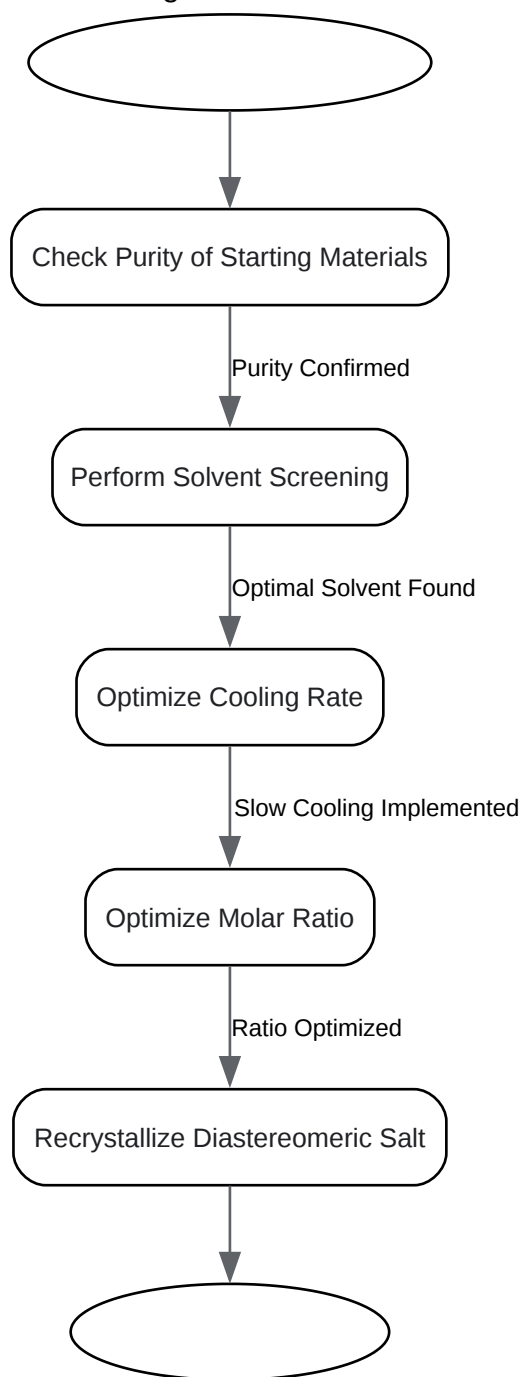 Check Purity of Starting Materials
Purity Confirmed
Perform Solvent Screening
Optimal Solvent Found
Optimize Cooling Rate
Slow Cooling Implemented
Optimize Molar Ratio
Ratio Optimized
Recrystallize Diastereomeric Salt